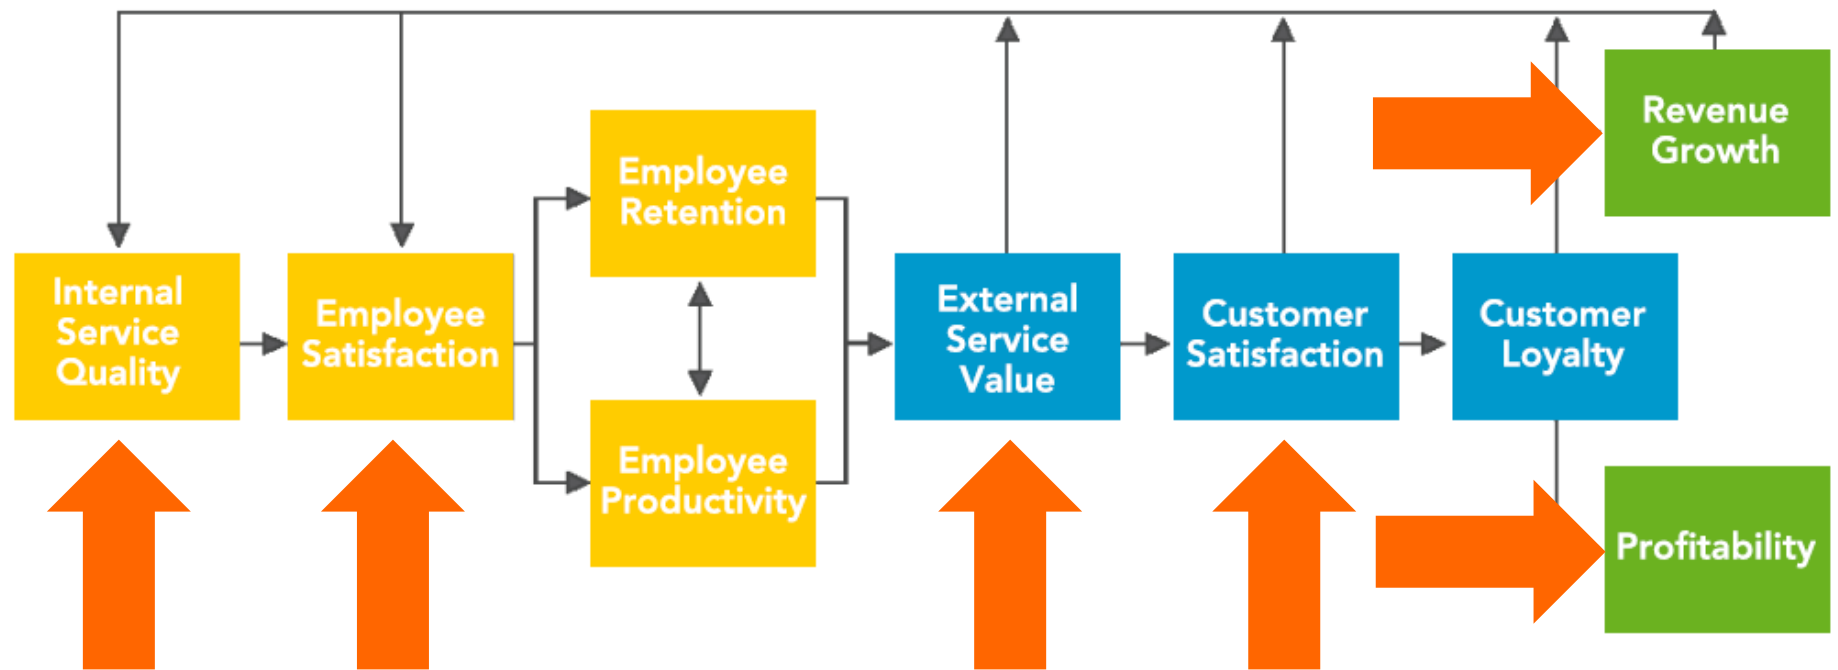 Internal
Service
Quality
Employee
Satisfaction
Employee
Retention
Employee
Productivity
External
Service
Value
Customer
Satisfaction
Customer
Loyalty
Revenue
Growth
Profitability